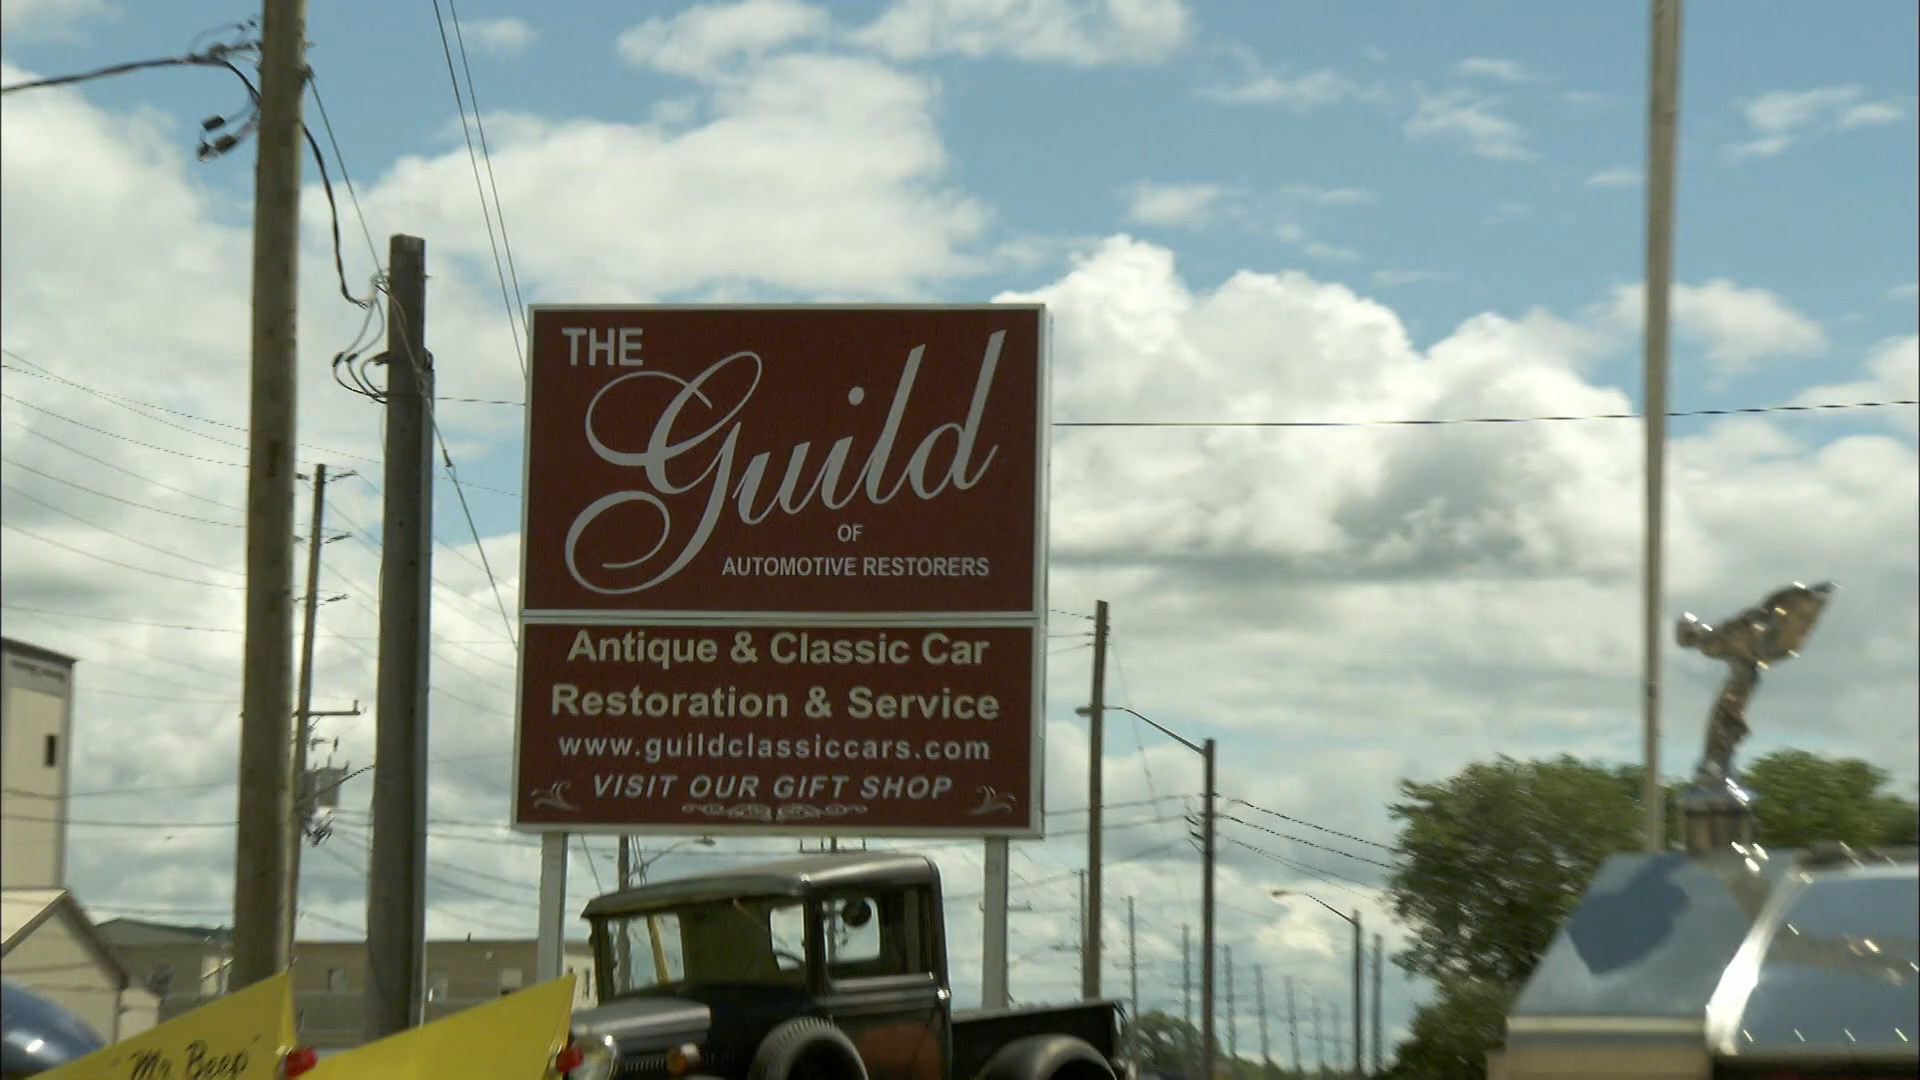 THE
Guild
OF
AUTOMOTIVE RESTORERS
Antique & Classic Car
Restoration & Service
www.guildclassiccars.com
VISIT OUR GIFT SHOP
"Mr. Beep"